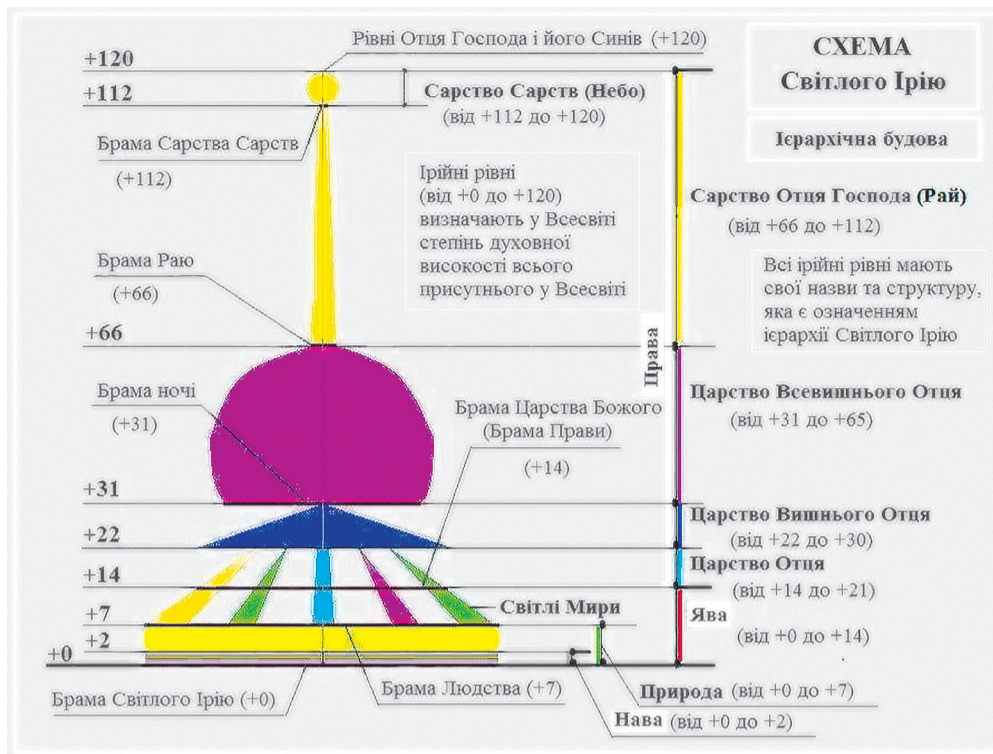 Рівні Отця Господа і його Синів (+120)
СХЕМА
Світлого Ірію
Ієрархічна будова
+120
+112
Сарство Сарств (Небо)
(від +112 до +120)
Брама Сарства Сарств
(+112)
Ірійні рівні
(від +0 до +120)
визначають у Всесвіті
степінь духовної
високості всього
присутнього у Всесвіті
Сарство Отця Господа (Рай)
(від +66 до +112)
Всі ірійні рівні мають
свої назви та структуру,
яка є означенням
ієрархії Світлого Ірію
Брама Раю
(+66)
+66
Права
Брама ночі
(+31)
Брама Царства Божого
(Брама Прави)
(+14)
Царство Всевишнього Отця
(від +31 до +65)
+31
Царство Вишнього Отця
(від +22 до +30)
+22
Царство Отця
(від +14 до +21)
+14
Світлі Мири
+7
Ява
(від +0 до +14)
+2
+0
Брама Світлого Ірію (+0)
Брама Людства (+7)
Природа (від +0 до +7)
Нава (від +0 до +2)